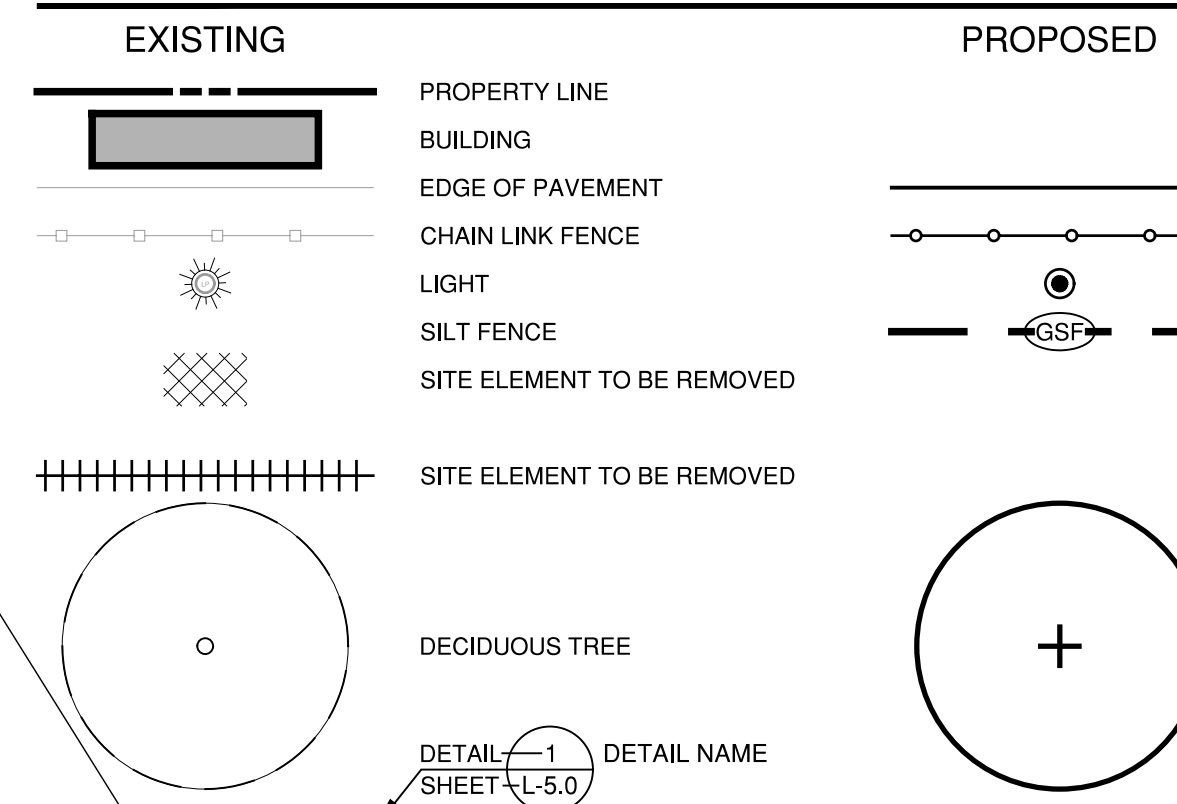 EXISTING PROPOSED
PROPERTY LINE
BUILDING
EDGE OF PAVEMENT
CHAIN LINK FENCE
LP LIGHT
SILT FENCE GSF
SITE ELEMENT TO BE REMOVED
SITE ELEMENT TO BE REMOVED
DECIDUOUS TREE
DETAIL 1 DETAIL NAME
SHEET L-5.0